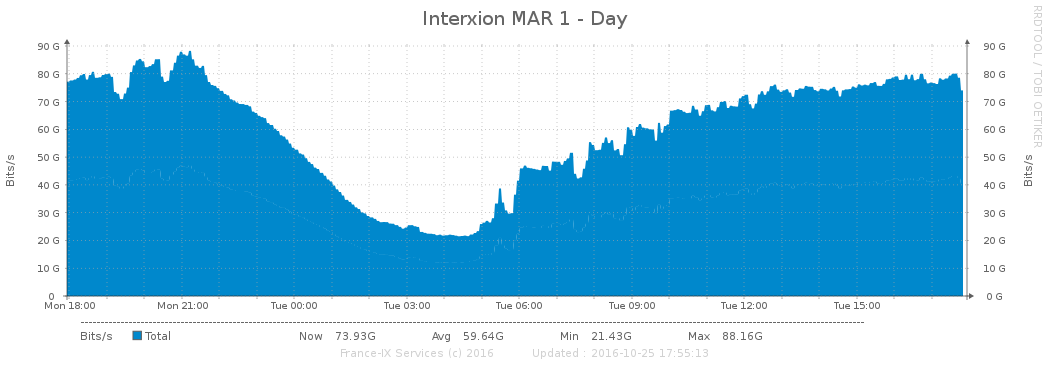 Interxion MAR 1 - Day
RRDTOOL / TOBI OETIKER
Bits/s
90 G 90 G
80 G 80 G
70 G 70 G
60 G 60 G
50 G 50 G
40 G 40 G
30 G 30 G
20 G 20 G
10 G 10 G
0 0 G
Bits/s
Mon 18:00 Mon 21:00 Tue 00:00 Tue 03:00 Tue 06:00 Tue 09:00 Tue 12:00 Tue 15:00
Bits/s Total Now 73.93G Avg 59.64G Min 21.43G Max 88.16G
France-IX Services (c) 2016 Updated : 2016-10-25 17:55:13